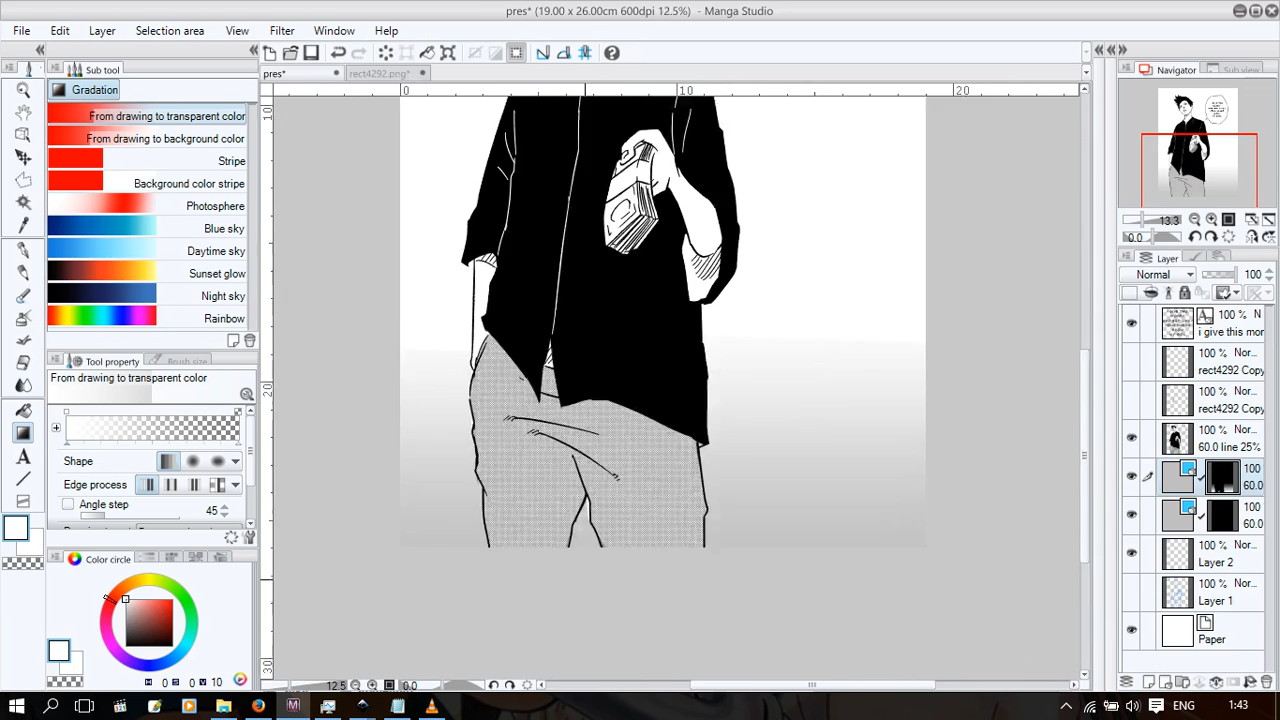 pres* (19.00 x 26.00cm 600dpi 12.5%) - Manga Studio
File Edit Layer Selection area View Filter Window Help
Sub tool
pres*
rect4292.png*
Navigator
Sub view
Gradation
0
10
20
From drawing to transparent color
From drawing to background color
Stripe
Background color stripe
Photosphere
Blue sky
Daytime sky
Sunset glow
Night sky
Rainbow
13.3
0.0
Layer
Normal
100
100 % N
i give this mor
100 % Nor...
rect4292 Copy
100 % Nor...
rect4292 Copy
100 % Nor...
60.0 line 25%
100
60.0
100
60.0
100 % Nor...
Layer 2
100 % Nor...
Layer 1
Paper
Tool property
Brush size
From drawing to transparent color
Shape
Edge process
Angle step
45
Color circle
0 0 V 10
10
20
30
12.5
0.0
ENG
1:43